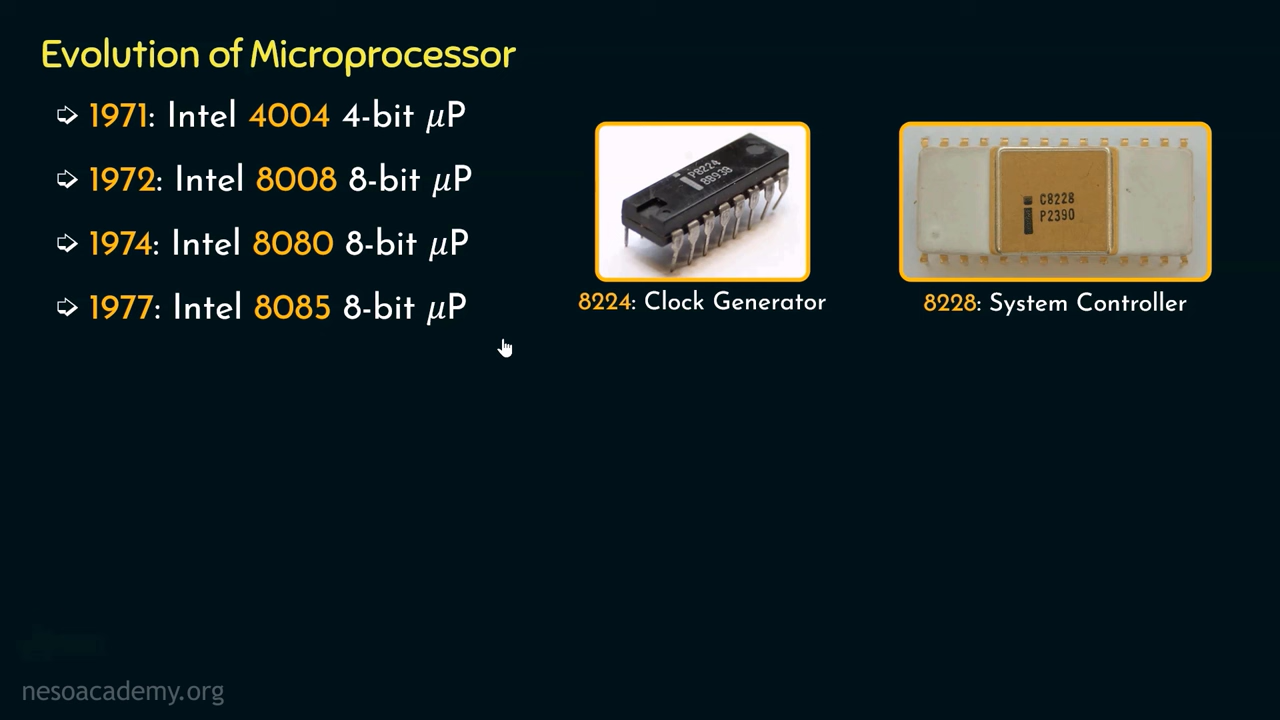 Evolution of Microprocessor
➩ 1971: Intel 4004 4-bit μP
➩ 1972: Intel 8008 8-bit μP
➩ 1974: Intel 8080 8-bit μP
➩ 1977: Intel 8085 8-bit μP
P8224
8224: Clock Generator
C8228
P2390
8228: System Controller
nesoacademy.org